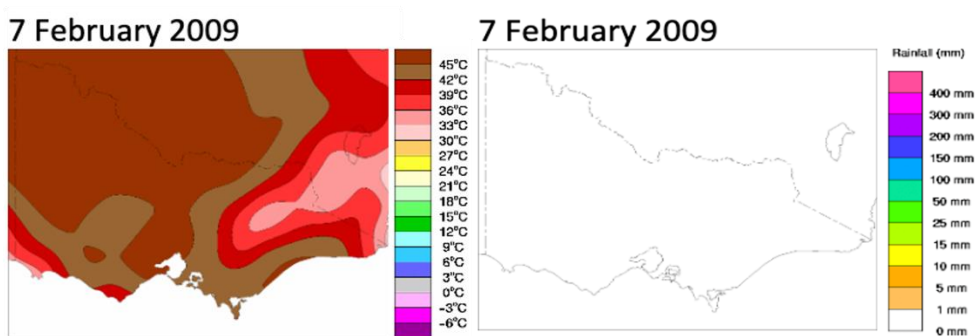 7 February 2009
45°C
42°C
39°C
36°C
33°C
30°C
27°C
24°C
21°C
18°C
15°C
12°C
9°C
6°C
3°C
0°C
-3°C
-6°C
7 February 2009
Rainfall (mm)
400 mm
300 mm
200 mm
150 mm
100 mm
50 mm
25 mm
15 mm
10 mm
5 mm
1 mm
0 mm